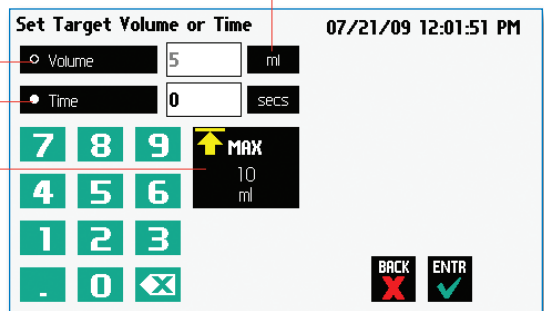 Set Target Volume or Time 07/21/09 12:01:51 PM
Volume 5 ml
Time 0 secs
7 8 9 MAX
10
4 5 6 ml
1 2 3
. 0
BACK ENTR